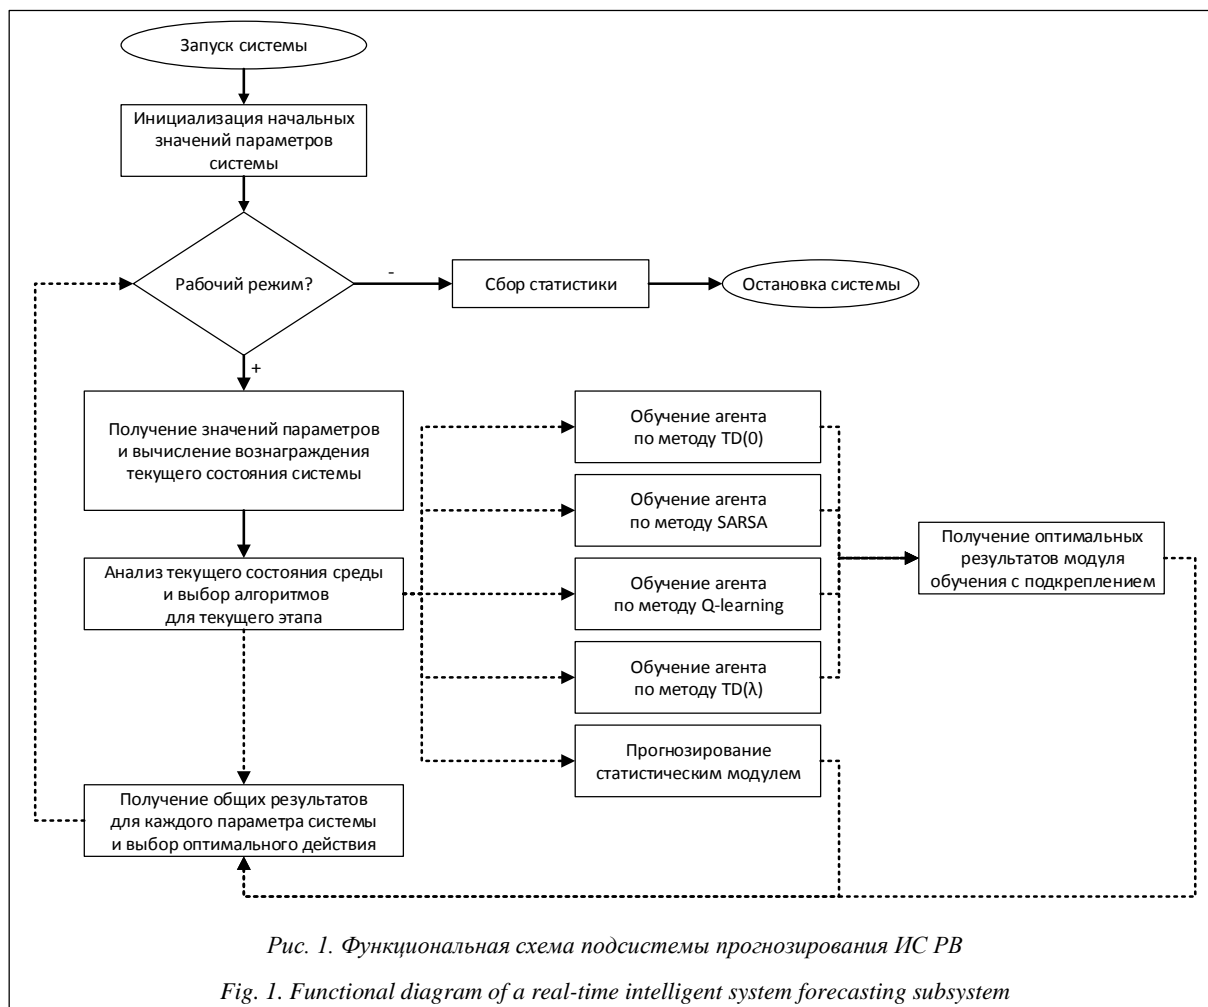 Запуск системы
Инициализация начальных
значений параметров
системы
Рабочий режим?
-
Сбор статистики
Остановка системы
+
Получение значений параметров
и вычисление вознаграждения
текущего состояния системы
Анализ текущего состояния среды
и выбор алгоритмов
для текущего этапа
Обучение агента
по методу TD(0)
Обучение агента
по методу SARSA
Обучение агента
по методу Q-learning
Обучение агента
по методу TD(λ)
Прогнозирование
статистическим модулем
Получение оптимальных
результатов модуля
обучения с подкреплением
Получение общих результатов
для каждого параметра системы
и выбор оптимального действия
Рис. 1. Функциональная схема подсистемы прогнозирования ИС РВ
Fig. 1. Functional diagram of a real-time intelligent system forecasting subsystem